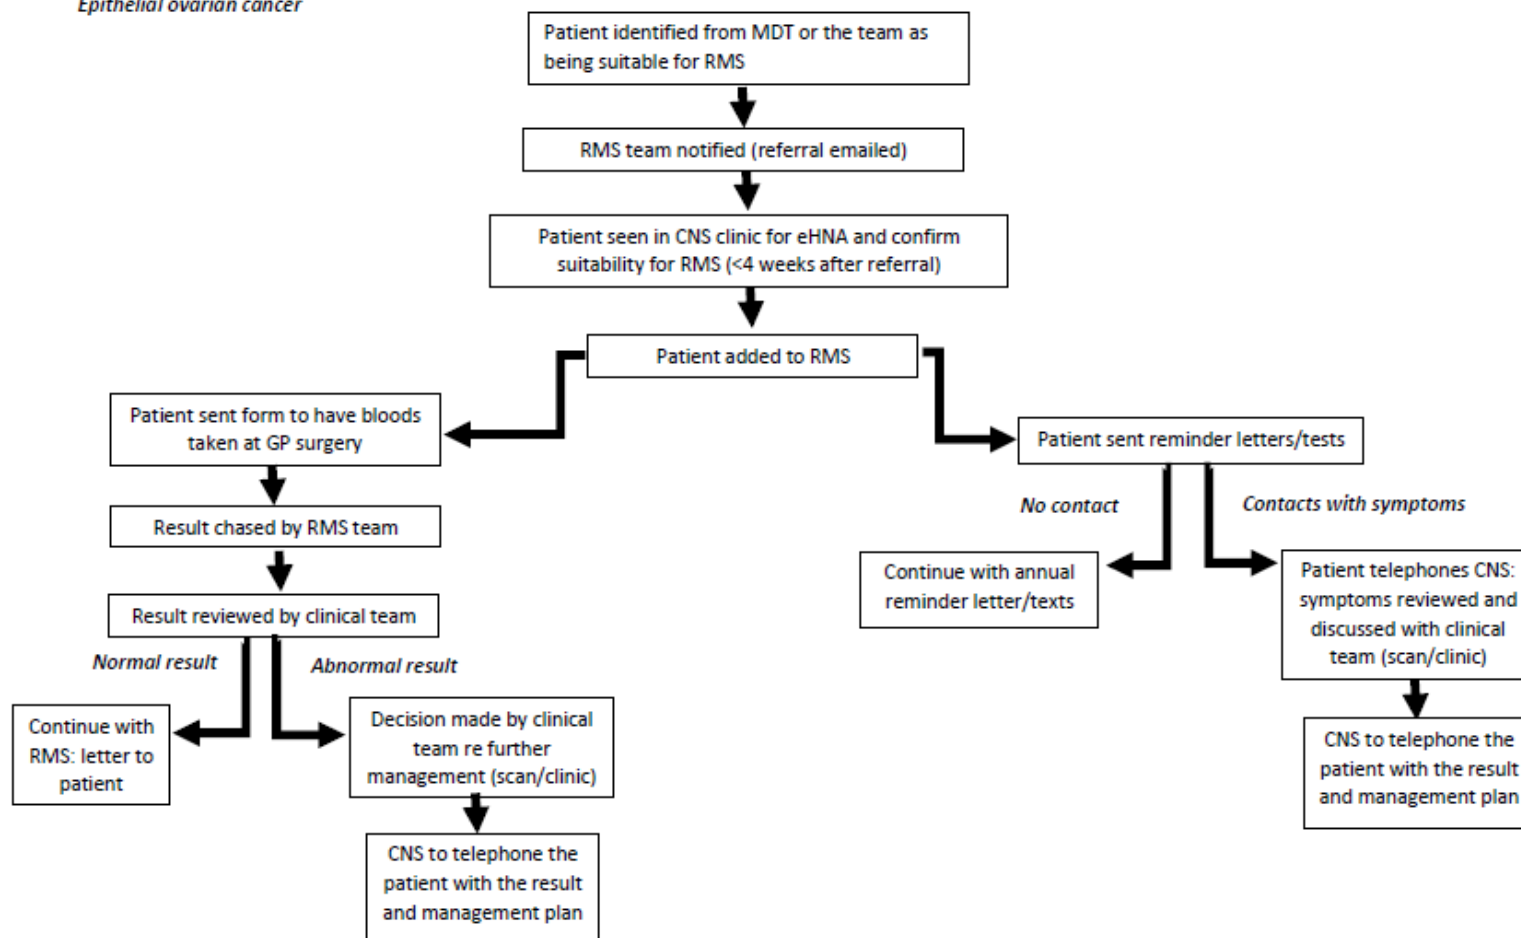 Epithelial ovarian cancer
Patient identified from MDT or the team as
being suitable for RMS
RMS team notified (referral emailed)
Patient seen in CNS clinic for eHNA and confirm
suitability for RMS (<4 weeks after referral)
Patient added to RMS
Patient sent form to have bloods
taken at GP surgery
Result chased by RMS team
Result reviewed by clinical team
Normal result
Abnormal result
Continue with
RMS: letter to
patient
Decision made by clinical
team re further
management (scan/clinic)
CNS to telephone the
patient with the result
and management plan
Patient sent reminder letters/tests
No contact
Contacts with symptoms
Continue with annual
reminder letter/texts
Patient telephones CNS:
symptoms reviewed and
discussed with clinical
team (scan/clinic)
CNS to telephone the
patient with the result
and management plan